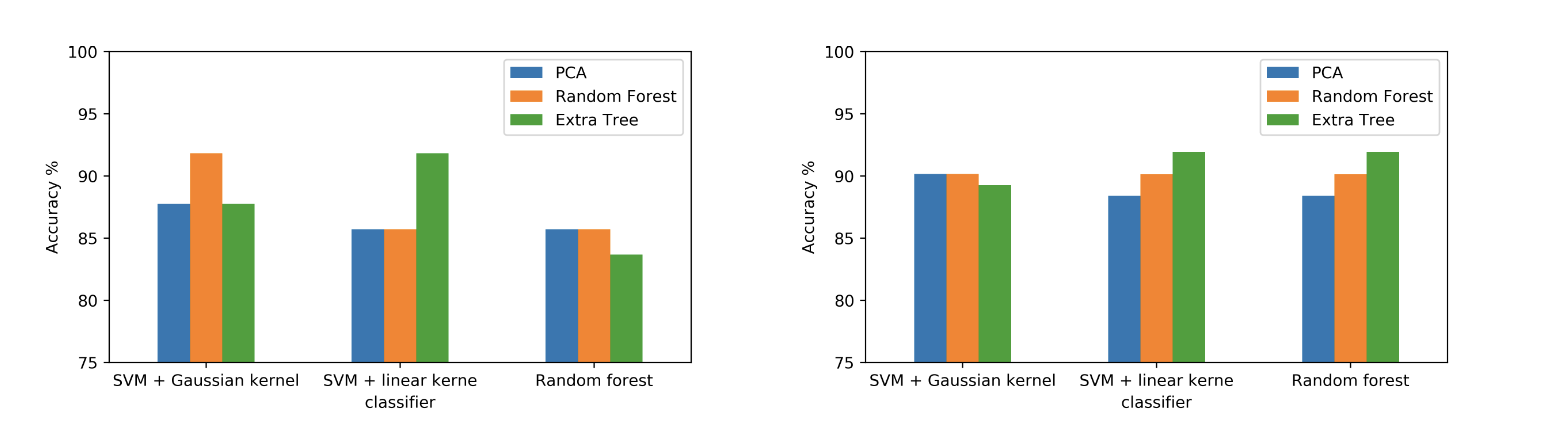 100
95
90
85
80
75
Accuracy %
PCA
Random Forest
Extra Tree
SVM + Gaussian kernel
SVM + linear kerne
Random forest
classifier
100
95
90
85
80
75
Accuracy %
PCA
Random Forest
Extra Tree
SVM + Gaussian kernel
SVM + linear kerne
Random forest
classifier